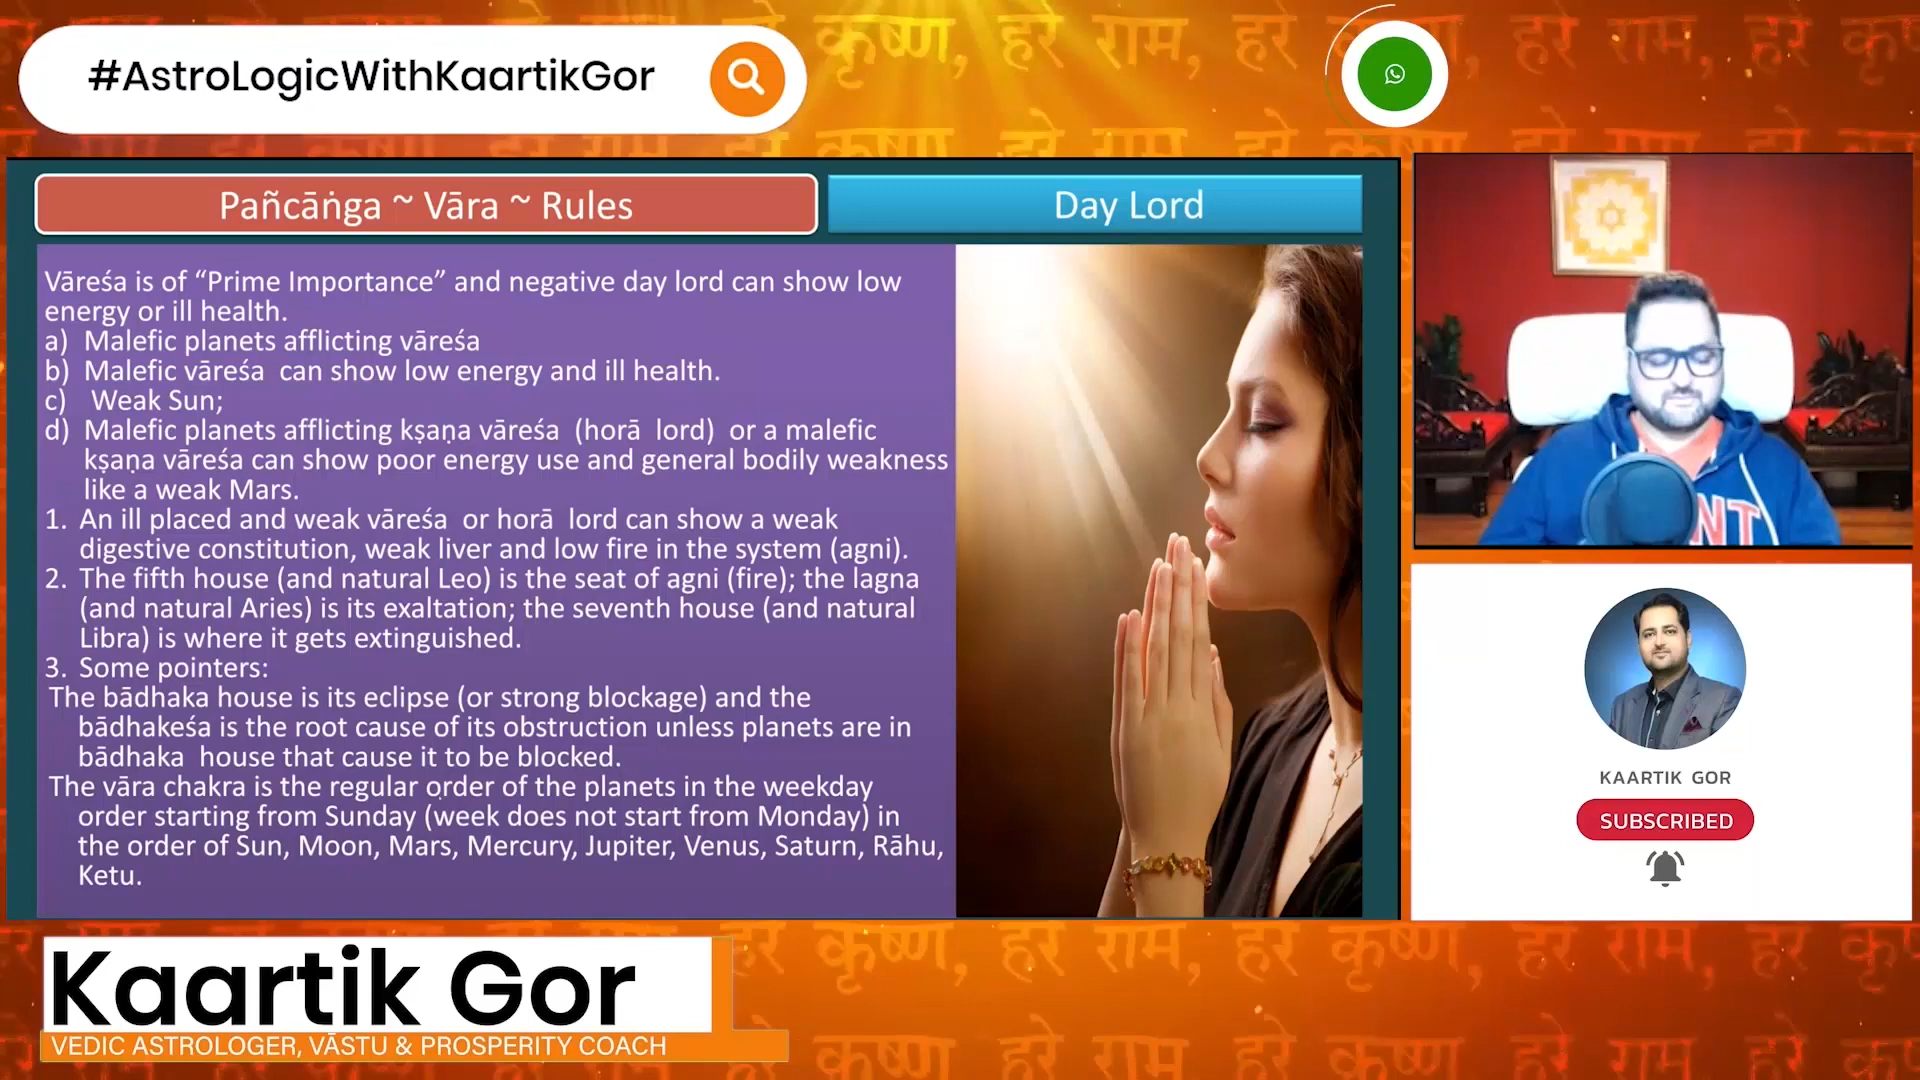 कृष्ण, हरे राम, हरे
#AstroLogicWithKaartikGor
Pañcāṅga ~ Vāra ~ Rules
Day Lord
Vāreśa is of “Prime Importance” and negative day lord can show low
energy or ill health.
a) Malefic planets afflicting vāreśa
b) Malefic vāreśa can show low energy and ill health.
c) Weak Sun;
d) Malefic planets afflicting kṣaṇa vāreśa (horā lord) or a malefic
kṣaṇa vāreśa can show poor energy use and general bodily weakness
like a weak Mars.
1. An ill placed and weak vāreśa or horā lord can show a weak
digestive constitution, weak liver and low fire in the system (agni).
2. The fifth house (and natural Leo) is the seat of agni (fire); the lagna
(and natural Aries) is its exaltation; the seventh house (and natural
Libra) is where it gets extinguished.
3. Some pointers:
The bādhaka house is its eclipse (or strong blockage) and the
bādhakeśa is the root cause of its obstruction unless planets are in
bādhaka house that cause it to be blocked.
The vāra chakra is the regular order of the planets in the weekday
order starting from Sunday (week does not start from Monday) in
the order of Sun, Moon, Mars, Mercury, Jupiter, Venus, Saturn, Rāhu,
Ketu.
NT
KAARTIK GOR
SUBSCRIBED
Kaartik Gor
VEDIC ASTROLOGER, VĀSTU & PROSPERITY COACH
हरे कृष्ण, हरे राम, हरे कृष्ण, हरे राम, हरे